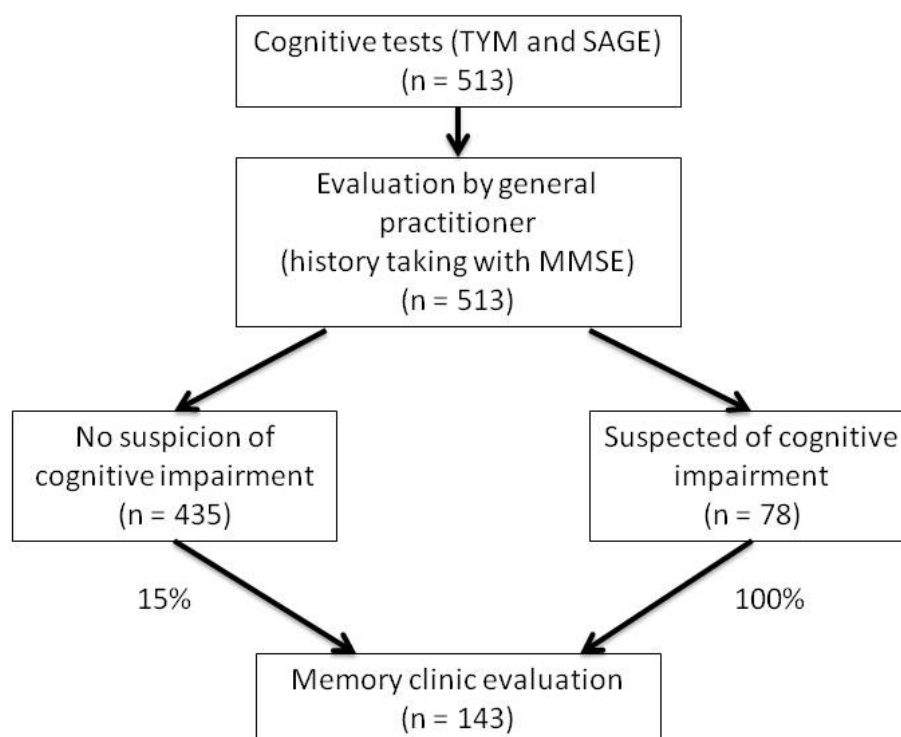 Cognitive tests (TYM and SAGE)
(n = 513)
Evaluation by general
practitioner
(history taking with MMSE)
(n = 513)
No suspicion of
cognitive impairment
(n = 435)
Suspected of cognitive
impairment
(n = 78)
15%
100%
Memory clinic evaluation
(n = 143)